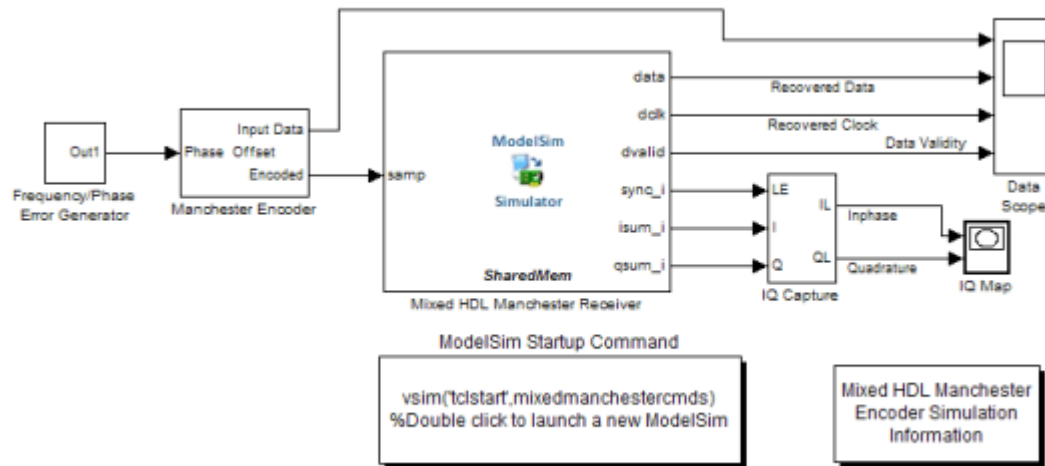 Out1
Frequency/Phase
Error Generator
Input Data
Phase Offset
Encoded
Manchester Encoder
samp
ModelSim
Simulator
SharedMem
data
dclk
dvalid
sync_i
isum_i
qsum_i
Mixed HDL Manchester Receiver
Recovered Data
Recovered Clock
Data Validity
Data
Scope
LE
I
Q
IL
QL
IQ Capture
Inphase
Quadrature
IQ Map
ModelSim Startup Command
vsim('tclstart',mixedmanchestercmds)
%Double click to launch a new ModelSim
Mixed HDL Manchester
Encoder Simulation
Information